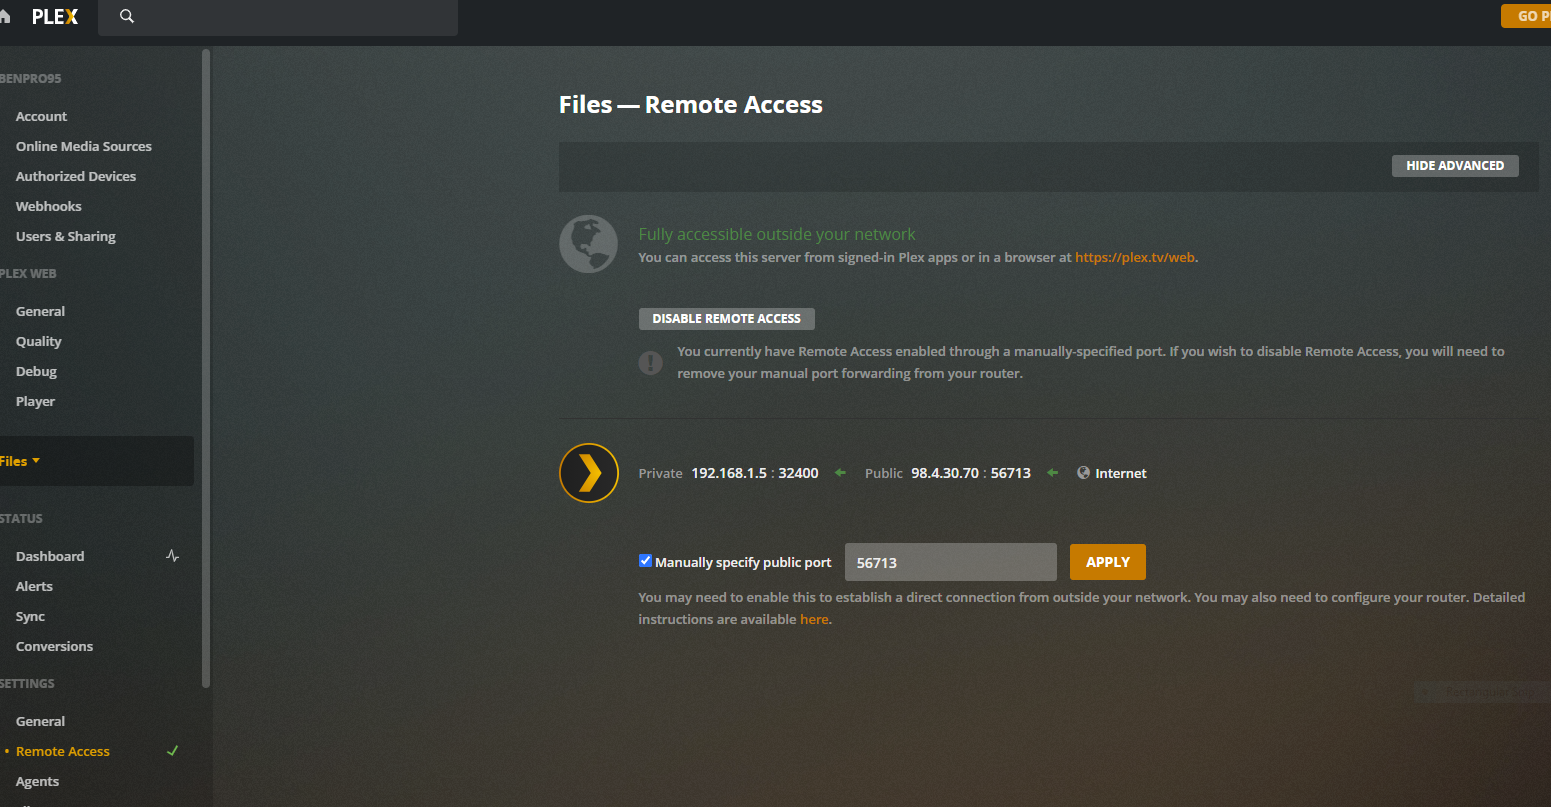 PLEX
GO P
BENPRO95
Account
Online Media Sources
Authorized Devices
Webhooks
Users & Sharing
PLEX WEB
General
Quality
Debug
Player
Files
STATUS
Dashboard
Alerts
Sync
Conversions
SETTINGS
General
Remote Access
Agents
Files — Remote Access
HIDE ADVANCED
Fully accessible outside your network
You can access this server from signed-in Plex apps or in a browser at https://plex.tv/web.
DISABLE REMOTE ACCESS
You currently have Remote Access enabled through a manually-specified port. If you wish to disable Remote Access, you will need to
remove your manual port forwarding from your router.
Private 192.168.1.5 : 32400 Public 98.4.30.70 : 56713 Internet
Manually specify public port 56713 APPLY
You may need to enable this to establish a direct connection from outside your network. You may also need to configure your router. Detailed
instructions are available here.
Rectangular